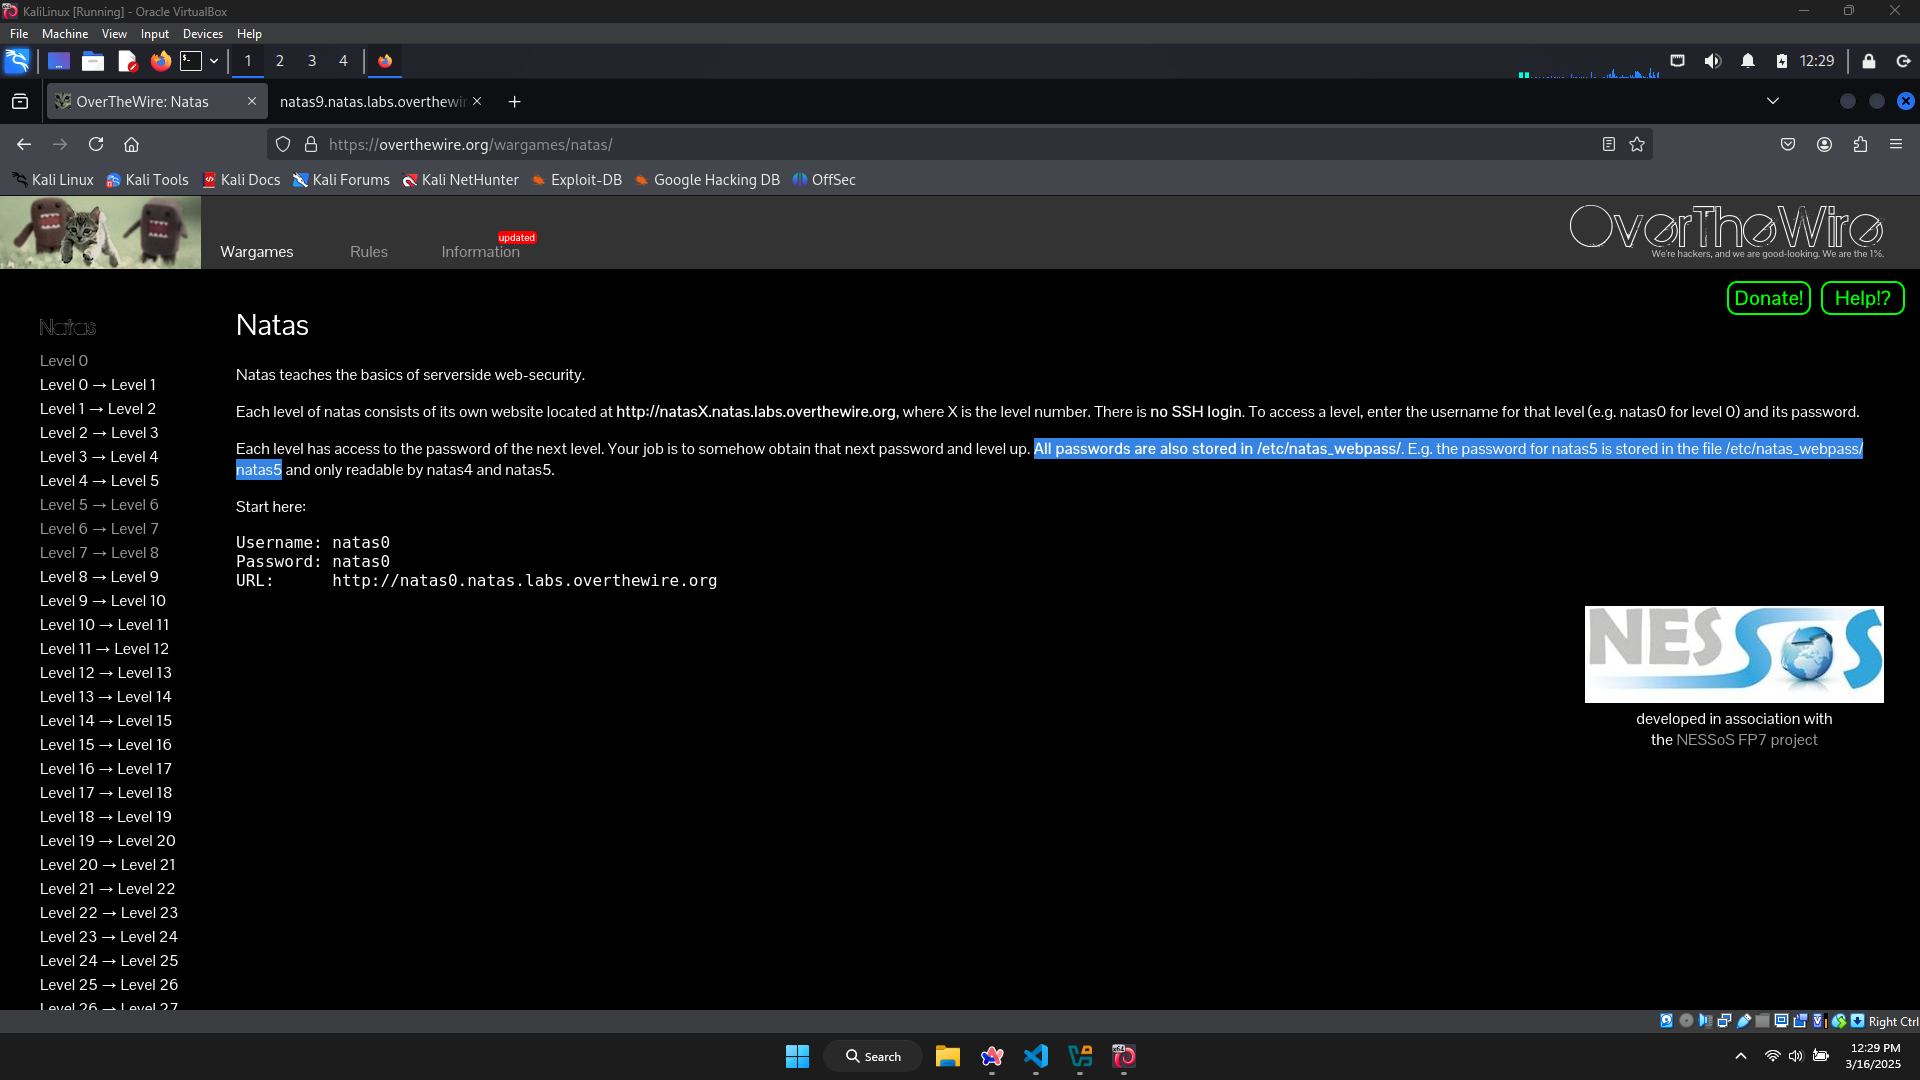 KaliLinux [Running] - Oracle VirtualBox
File Machine View Input Devices Help
1 2 3 4
12:29
OverTheWire: Natas
natas9.natas.labs.overthewir
https://overthewire.org/wargames/natas/
Kali Linux Kali Tools Kali Docs Kali Forums Kali NetHunter Exploit-DB Google Hacking DB OffSec
Wargames Rules Information updated
OverTheWire
We're hackers, and we are good-looking. We are the 1%.
Donate! Help!?
Natas
Level 0
Level 0 → Level 1
Level 1 → Level 2
Level 2 → Level 3
Level 3 → Level 4
Level 4 → Level 5
Level 5 → Level 6
Level 6 → Level 7
Level 7 → Level 8
Level 8 → Level 9
Level 9 → Level 10
Level 10 → Level 11
Level 11 → Level 12
Level 12 → Level 13
Level 13 → Level 14
Level 14 → Level 15
Level 15 → Level 16
Level 16 → Level 17
Level 17 → Level 18
Level 18 → Level 19
Level 19 → Level 20
Level 20 → Level 21
Level 21 → Level 22
Level 22 → Level 23
Level 23 → Level 24
Level 24 → Level 25
Level 25 → Level 26
Level 26 → Level 27
Natas
Natas teaches the basics of serverside web-security.
Each level of natas consists of its own website located at http://natasX.natas.labs.overthewire.org, where X is the level number. There is no SSH login. To access a level, enter the username for that level (e.g. natas0 for level 0) and its password.
Each level has access to the password of the next level. Your job is to somehow obtain that next password and level up. All passwords are also stored in /etc/natas_webpass/. E.g. the password for natas5 is stored in the file /etc/natas_webpass/
natas5 and only readable by natas4 and natas5.
Start here:
Username: natas0
Password: natas0
URL: http://natas0.natas.labs.overthewire.org
NESSOS
developed in association with
the NESSoS FP7 project
Right Ctrl
Search
12:29 PM
3/16/2025